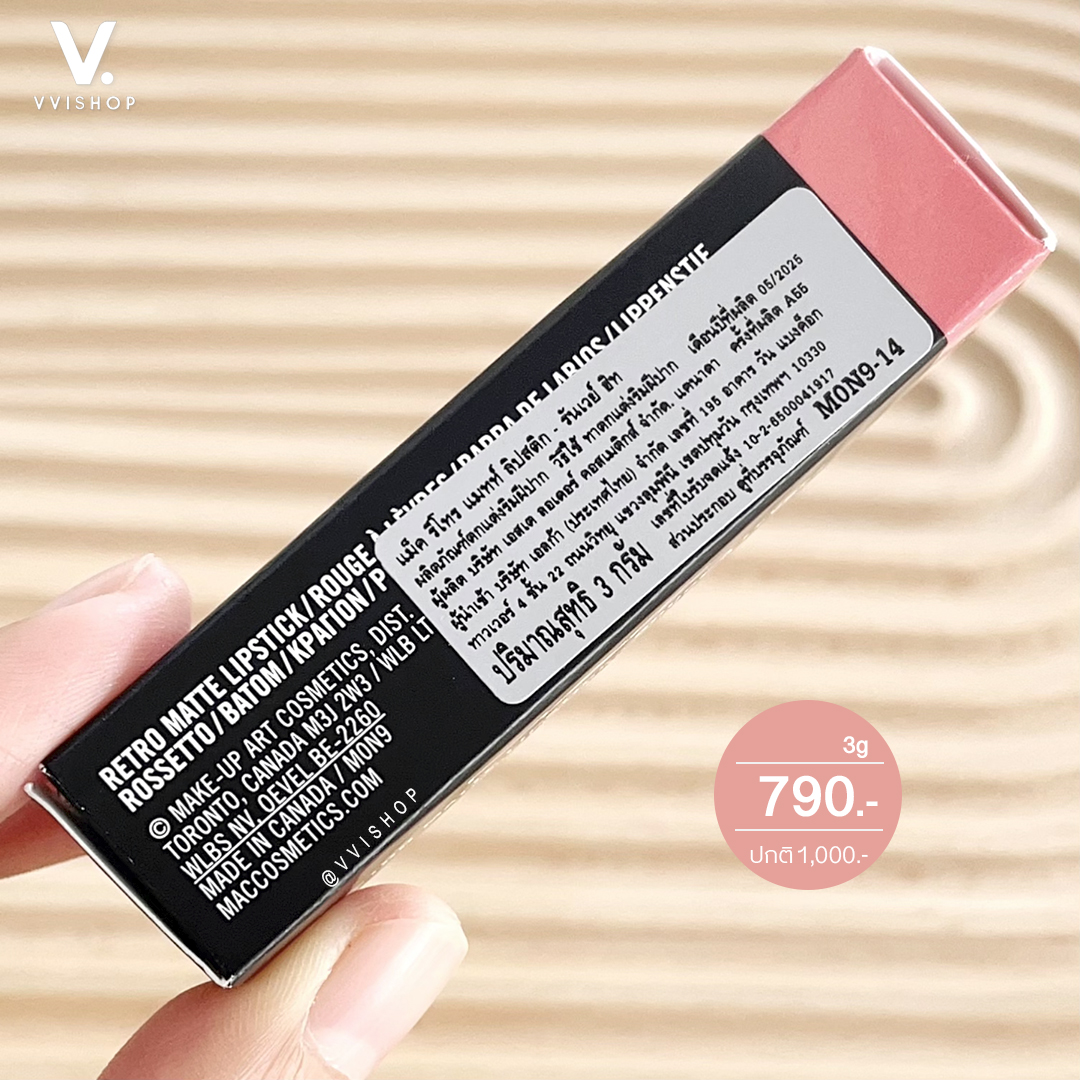 V.
VVISHOP
RETRO MATTE LIPSTICK/ROUGE À LÈVRES/BARRA DE LABIOS/LIPPENSTIF
ROSSETTO/BATOM/ΚΡΑΓΙΟΝ/P
© MAKE-UP ART COSMETICS, DIST.
TORONTO, CANADA M3J 2W3 / WLB LT
WLBS NV, OEVEL BE-2260
MADE IN CANADA / MON9
MACCOSMETICS.COM
แม็ค รีโทร แมทท์ ลิปสติก - รันเวย์ ฮิท
ผลิตภัณฑ์ตกแต่งริมฝีปาก วิธีใช้ ทาตกแต่งริมฝีปาก เดือนปีที่ผลิต 05/2025
ผู้ผลิต บริษัท เอสเต ลอเดอร์ คอสเมติกส์ จำกัด. แคนาดา ครั้งที่ผลิต A55
ผู้นำเข้า บริษัท เอลก้า (ประเทศไทย) จำกัด เลขที่ 195 อาคาร วัน แบงค็อก
ทาวเวอร์ 4 ชั้น 22 ถนนวิทยุ แขวงลุมพินี เขตปทุมวัน กรุงเทพฯ 10330
เลขที่ใบรับจดแจ้ง 10-2-6500041917
ปริมาณสุทธิ 3 กรัม ส่วนประกอบ ดูที่บรรจุภัณฑ์ MON9-14
@VVISHOP
3g
790.-
ปกติ 1,000.-